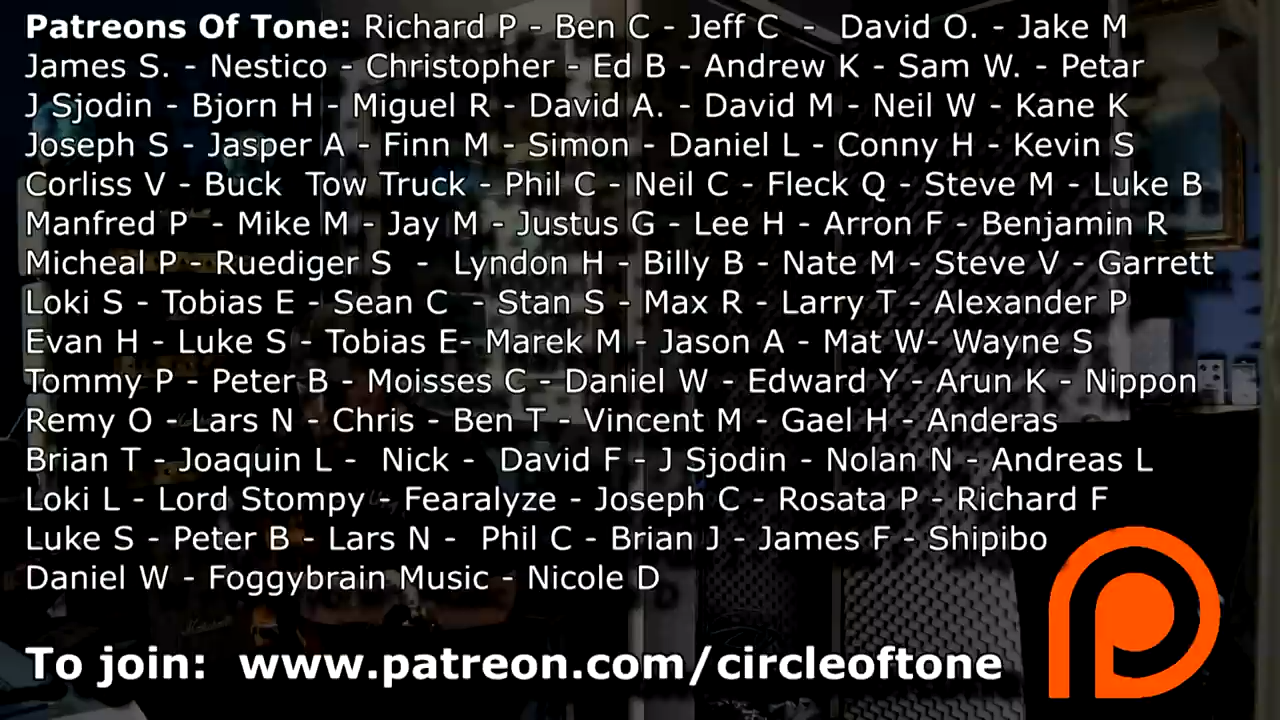 Patreons Of Tone: Richard P - Ben C - Jeff C - David O. - Jake M
James S. - Nestico - Christopher - Ed B - Andrew K - Sam W. - Petar
J Sjodin - Bjorn H - Miguel R - David A. - David M - Neil W - Kane K
Joseph S - Jasper A - Finn M - Simon - Daniel L - Conny H - Kevin S
Corliss V - Buck Tow Truck - Phil C - Neil C - Fleck Q - Steve M - Luke B
Manfred P - Mike M - Jay M - Justus G - Lee H - Arron F - Benjamin R
Micheal P - Ruediger S - Lyndon H - Billy B - Nate M - Steve V - Garrett
Loki S - Tobias E - Sean C - Stan S - Max R - Larry T - Alexander P
Evan H - Luke S - Tobias E- Marek M - Jason A - Mat W- Wayne S
Tommy P - Peter B - Moisses C - Daniel W - Edward Y - Arun K - Nippon
Remy O - Lars N - Chris - Ben T - Vincent M - Gael H - Anderas
Brian T - Joaquin L - Nick - David F - J Sjodin - Nolan N - Andreas L
Loki L - Lord Stompy - Fearalyze - Joseph C - Rosata P - Richard F
Luke S - Peter B - Lars N - Phil C - Brian J - James F - Shipibo
Daniel W - Foggybrain Music - Nicole D
To join: www.patreon.com/circleoftone